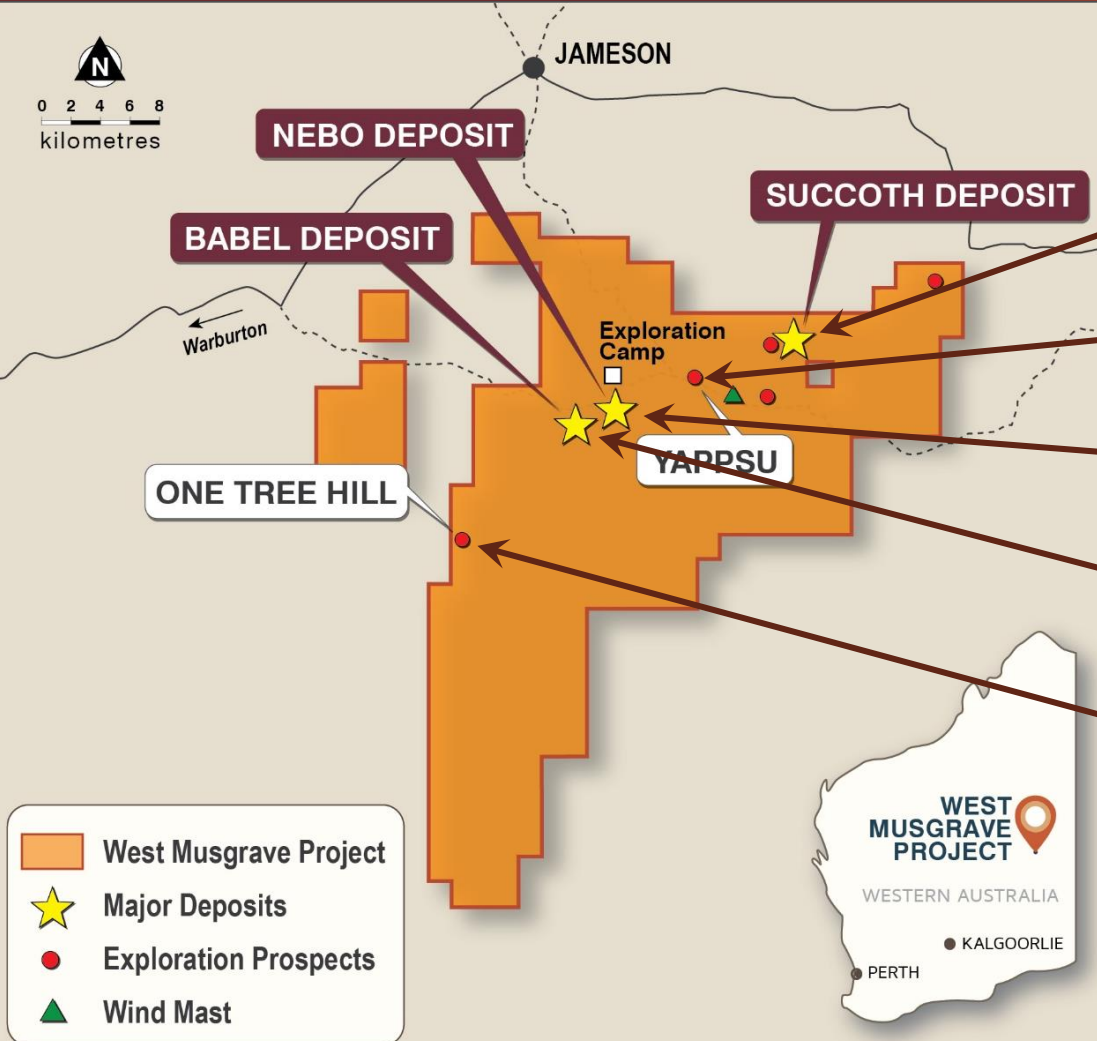 JAMESON
N
0 2 4 6 8
kilometres
NEBO DEPOSIT
SUCCOTH DEPOSIT
BABEL DEPOSIT
Warburton
Exploration
Camp
YAPPSU
ONE TREE HILL
West Musgrave Project
Major Deposits
Exploration Prospects
Wind Mast
WEST
MUSGRAVE
PROJECT
WESTERN AUSTRALIA
KALGOORLIE
PERTH